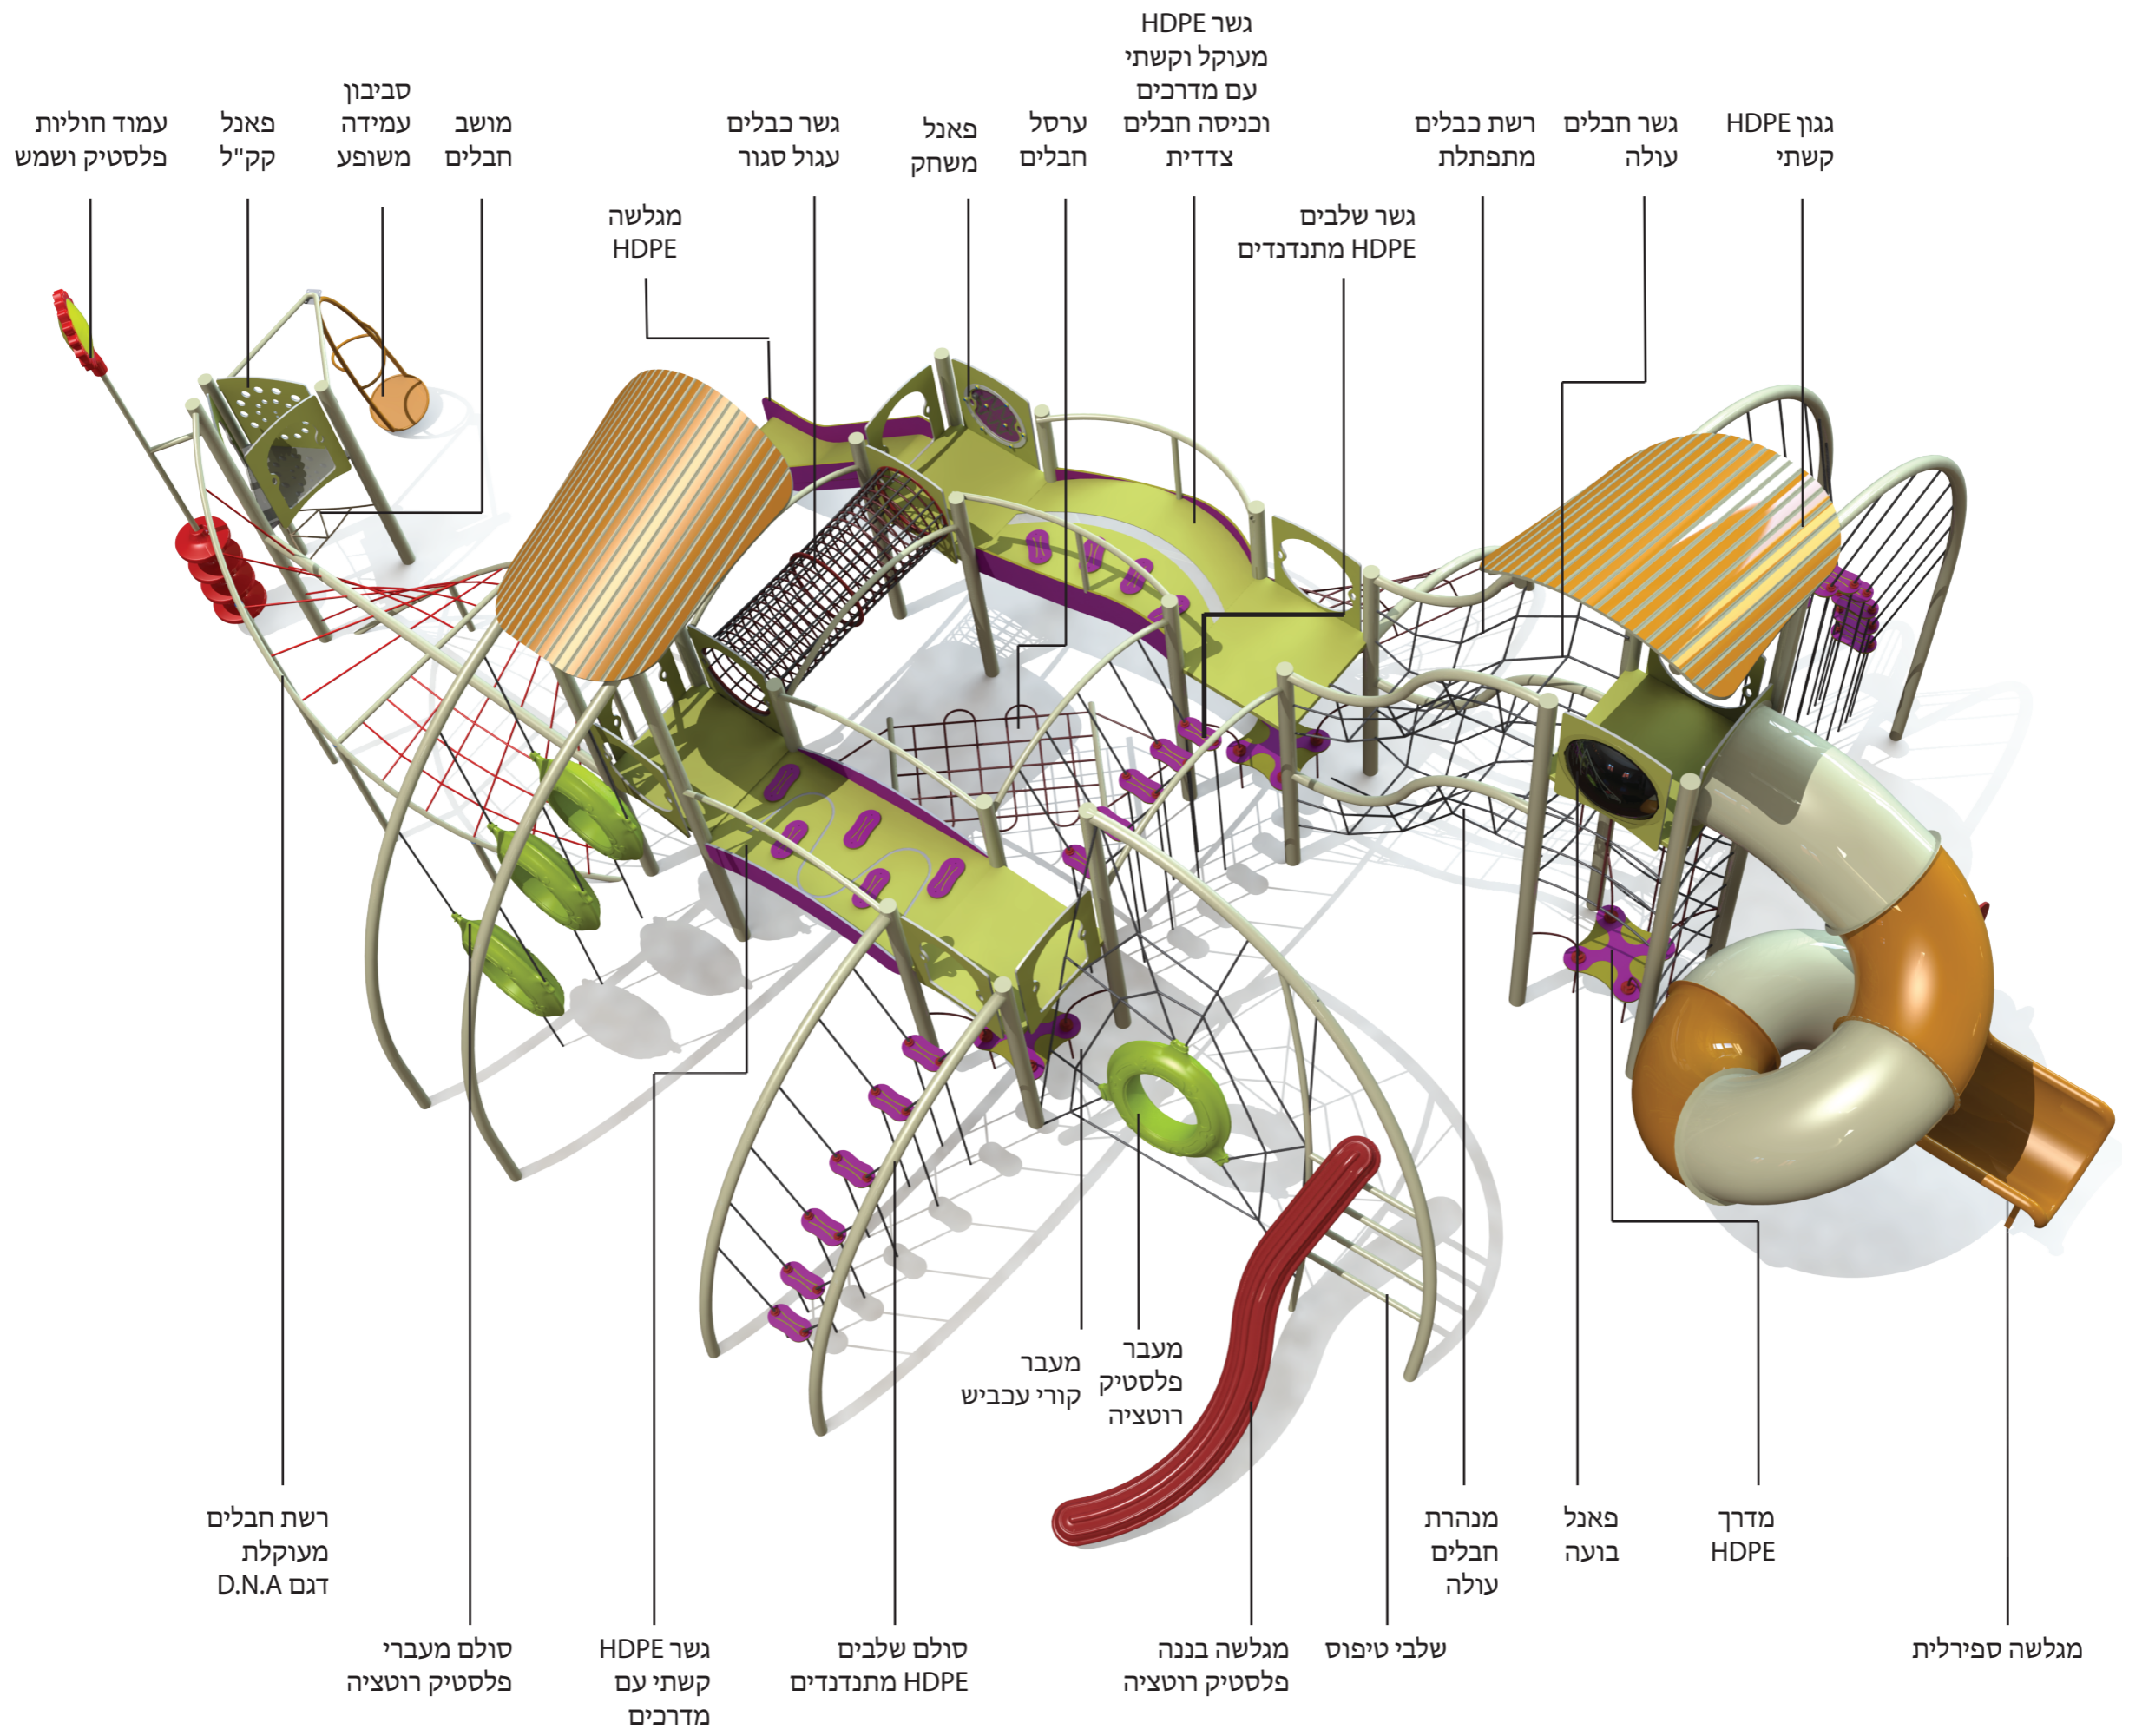 גשר HDPE
מעוקל וקשתי
עם מדרכים
וכניסה חבלים
צדדית
גגון HDPE
קשתי
גשר חבלים
עולה
רשת כבלים
מתפתלת
גשר שלבים
HDPE מתנדנדים
ערסל
חבלים
פאנל
משחק
גשר כבלים
עגול סגור
מגלשה
HDPE
מושב
חבלים
סביבון
עמידה
משופע
פאנל
קק"ל
עמוד חוליות
פלסטיק ושמש
מעבר
פלסטיק
רוטציה
מעבר
קורי עכביש
מדרך
HDPE
פאנל
בועה
מנהרת
חבלים
עולה
רשת חבלים
מעוקלת
דגם D.N.A
מגלשה ספירלית
שלבי טיפוס
מגלשה בננה
פלסטיק רוטציה
סולם שלבים
HDPE מתנדנדים
גשר HDPE
קשתי עם
מדרכים
סולם מעברי
פלסטיק רוטציה